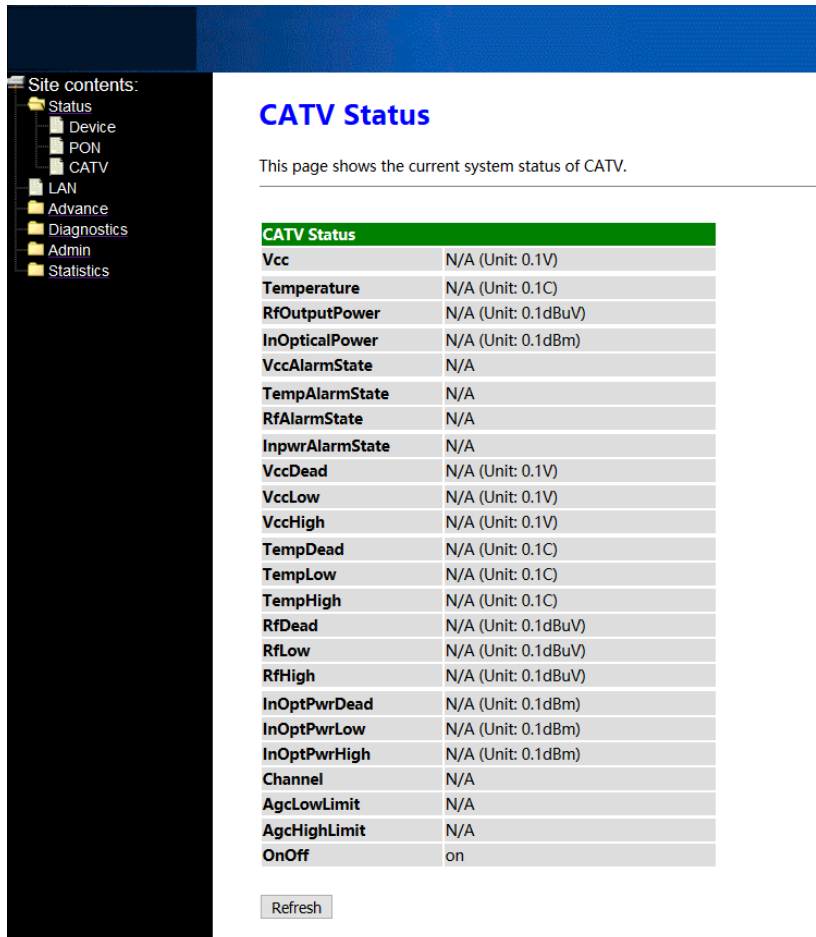 Site contents:
Status
Device
PON
CATV
LAN
Advance
Diagnostics
Admin
Statistics
CATV Status
This page shows the current system status of CATV.
CATV Status
Vcc N/A (Unit: 0.1V)
Temperature N/A (Unit: 0.1C)
RfOutputPower N/A (Unit: 0.1dBuV)
InOpticalPower N/A (Unit: 0.1dBm)
VccAlarmState N/A
TempAlarmState N/A
RfAlarmState N/A
InpwrAlarmState N/A
VccDead N/A (Unit: 0.1V)
VccLow N/A (Unit: 0.1V)
VccHigh N/A (Unit: 0.1V)
TempDead N/A (Unit: 0.1C)
TempLow N/A (Unit: 0.1C)
TempHigh N/A (Unit: 0.1C)
RfDead N/A (Unit: 0.1dBuV)
RfLow N/A (Unit: 0.1dBuV)
RfHigh N/A (Unit: 0.1dBuV)
InOptPwrDead N/A (Unit: 0.1dBm)
InOptPwrLow N/A (Unit: 0.1dBm)
InOptPwrHigh N/A (Unit: 0.1dBm)
Channel N/A
AgcLowLimit N/A
AgcHighLimit N/A
OnOff on
Refresh